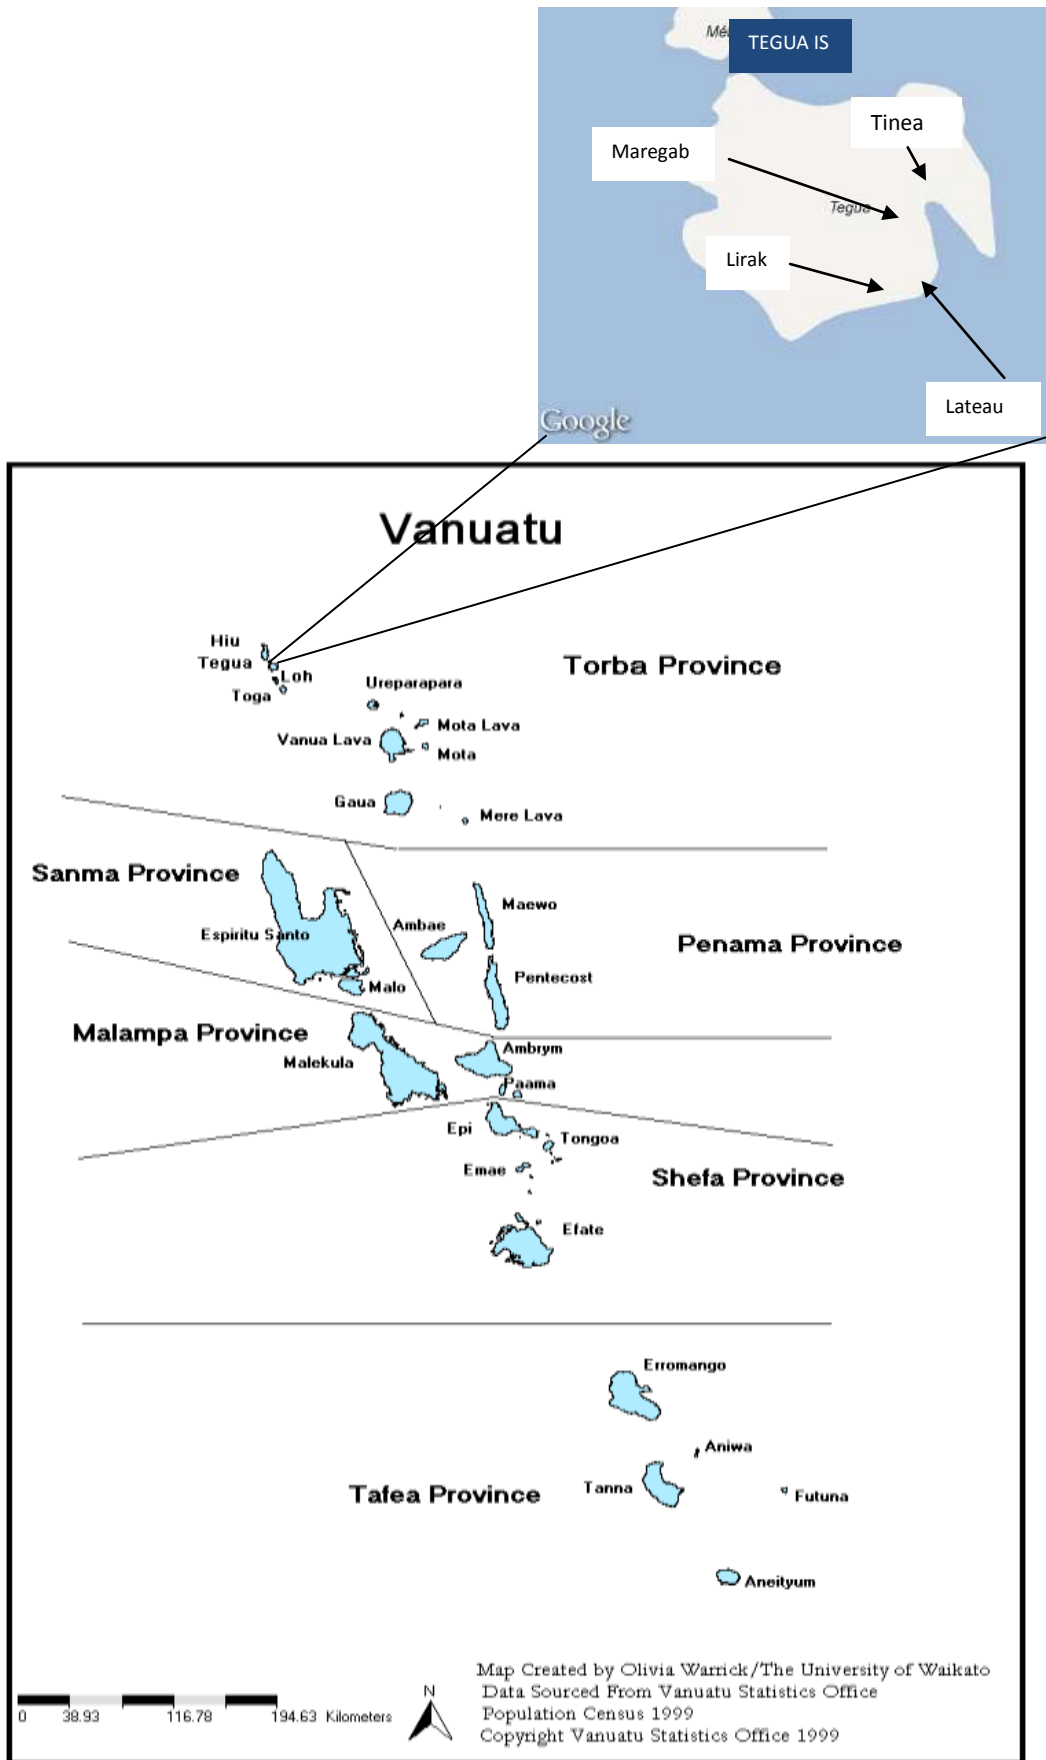 TEGUA IS
Tinea
Maregab
Tegua
Lirak
Lateau
Google
Vanuatu
Hiu
Tegua
Loh
Toga
Torba Province
Ureparapara
Mota Lava
Vanua Lava
Mota
Gaua
Mere Lava
Sanma Province
Maewo
Ambae
Espiritu Santo
Penama Province
Pentecost
Malo
Malampa Province
Ambrym
Malekula
Paama
Epi
Tongoa
Emae
Shefa Province
Efate
Erromango
Aniwa
Tafea Province
Tanna
Futuna
Aneityum
Map Created by Olivia Warrick/The University of Waikato
Data Sourced From Vanuatu Statistics Office
Population Census 1999
Copyright Vanuatu Statistics Office 1999
N
0 38.93 116.78 194.63 Kilometers